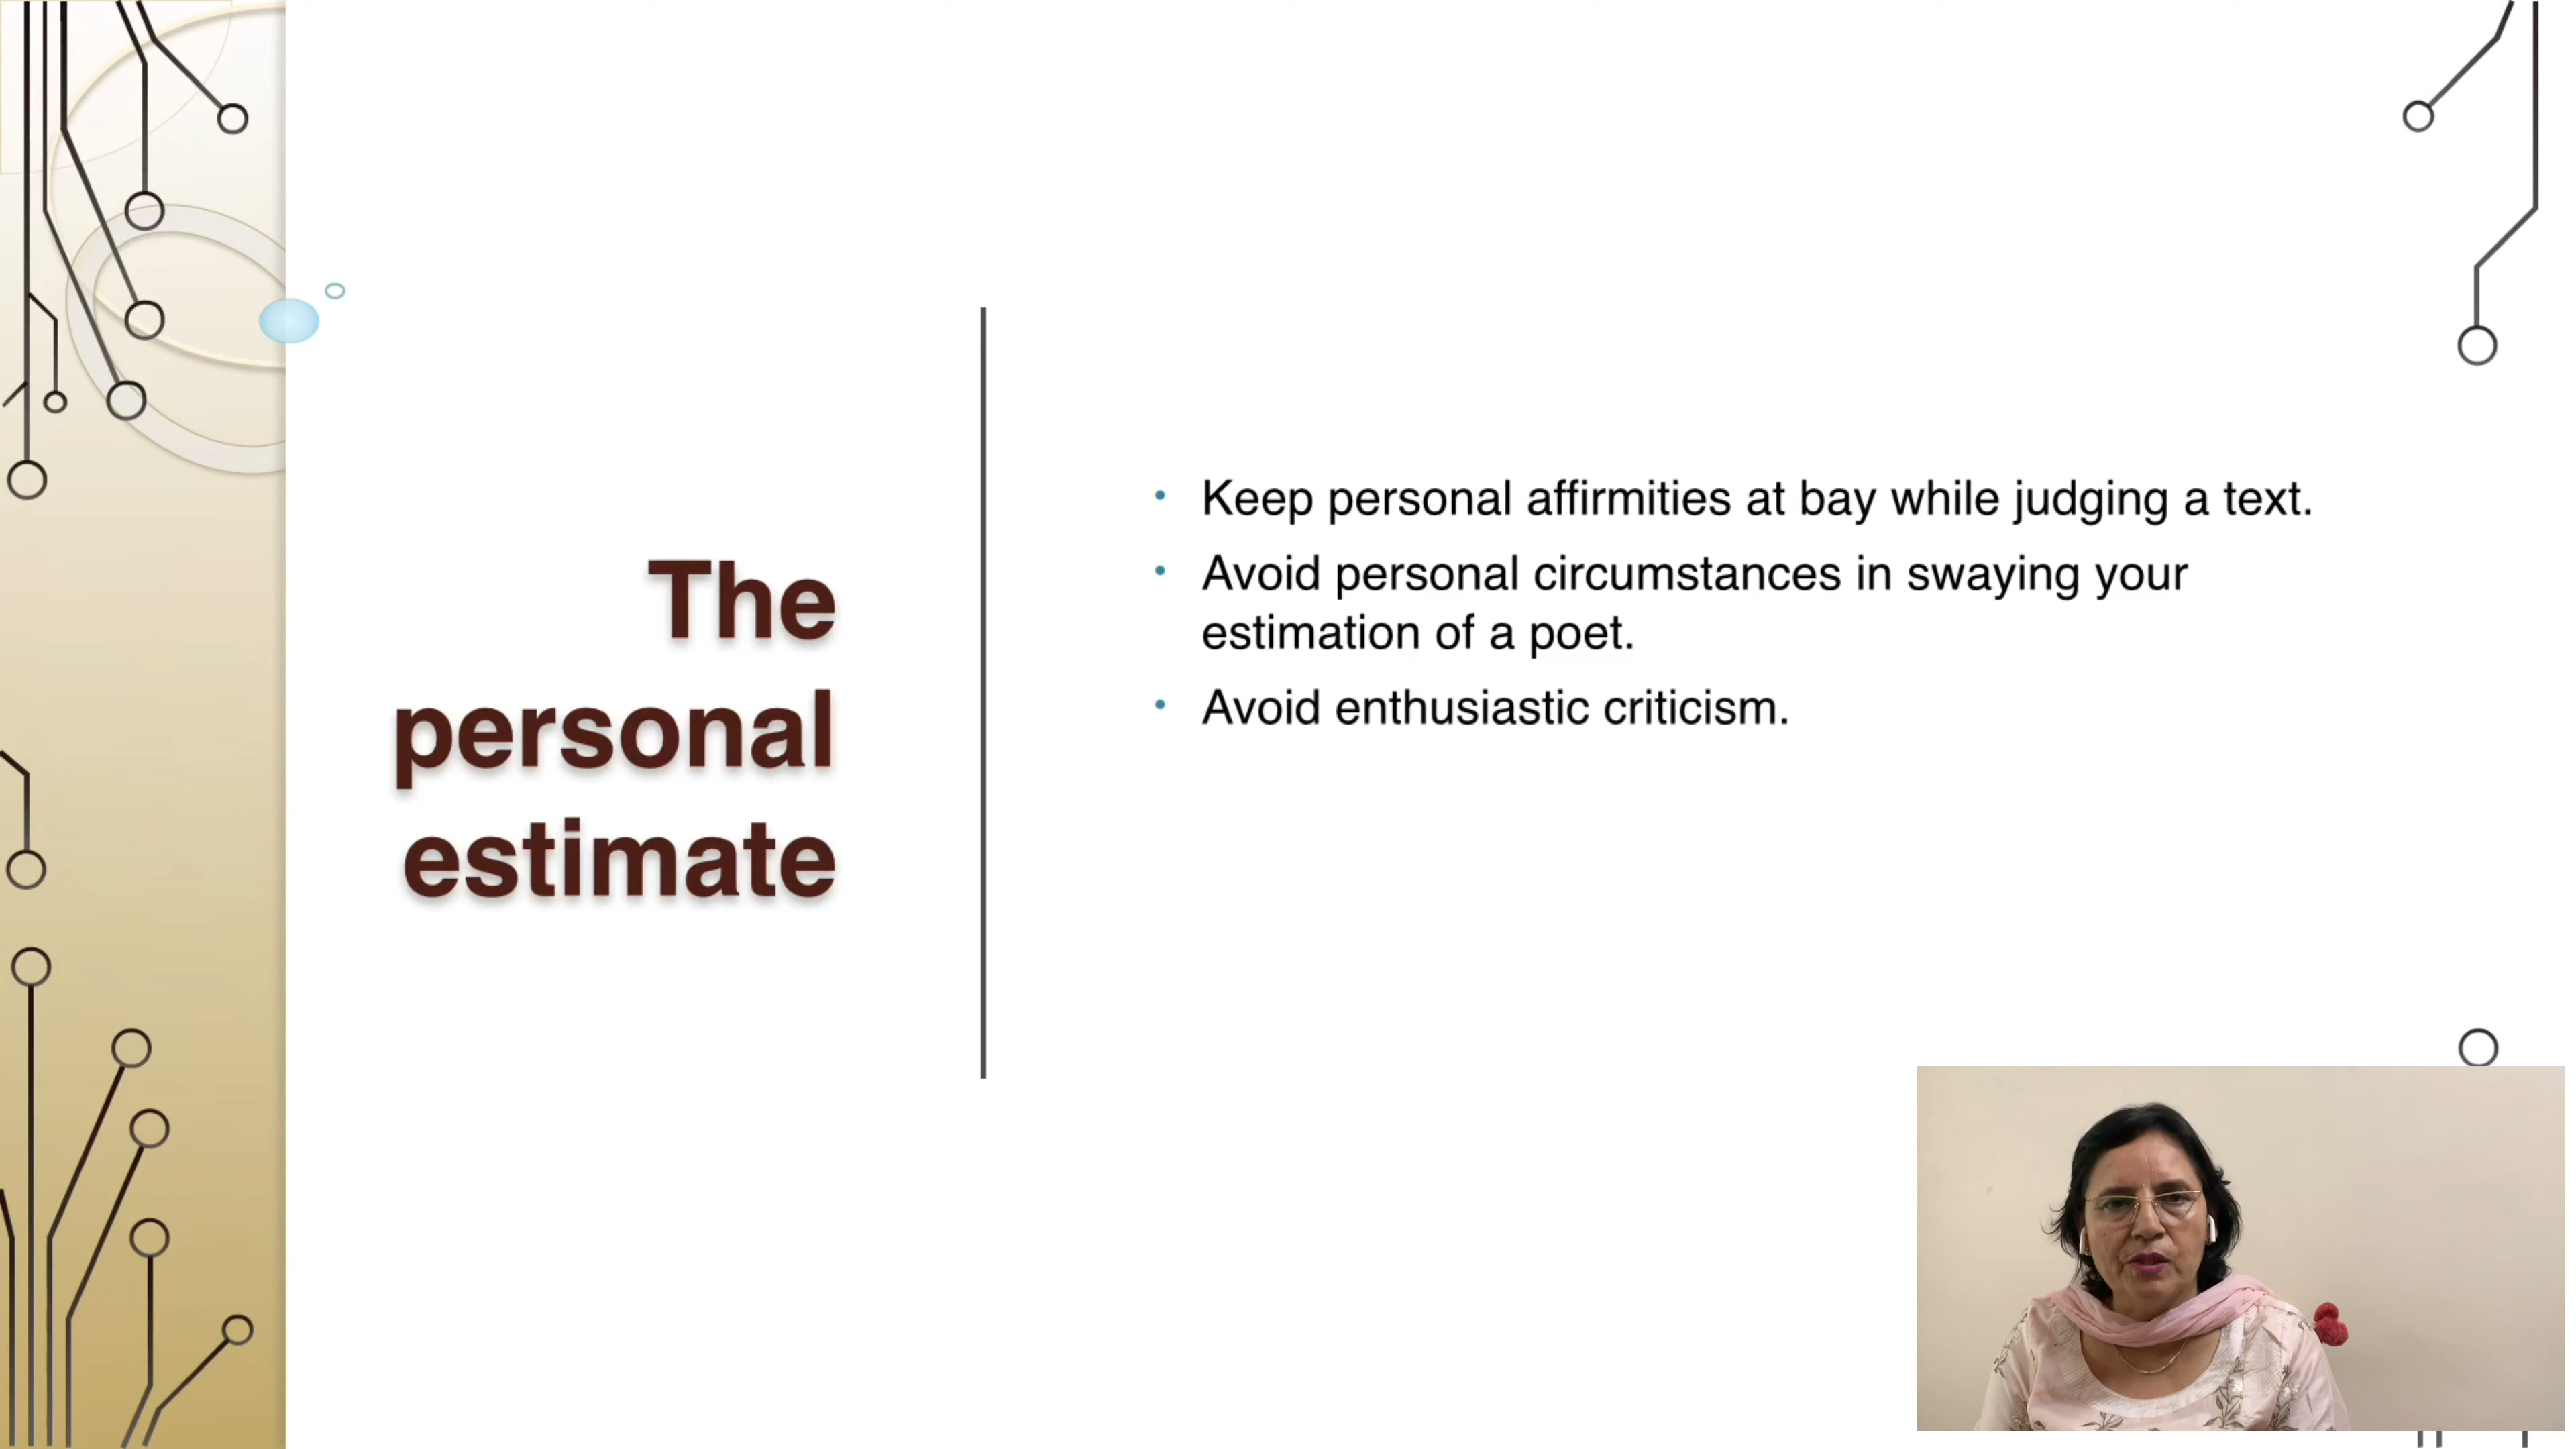 The
personal
estimate
Keep personal affirmities at bay while judging a text.
Avoid personal circumstances in swaying your
estimation of a poet.
Avoid enthusiastic criticism.